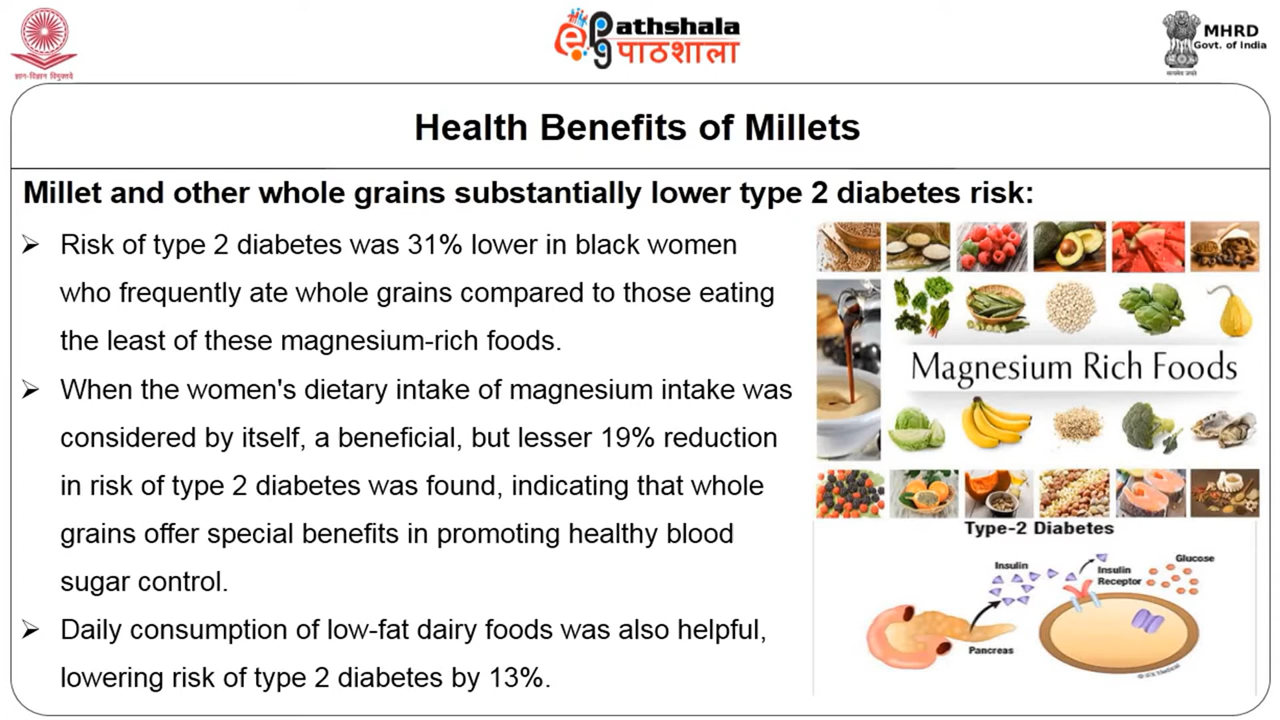 ज्ञान-विज्ञान विमुक्तये
e
Pathshala
पाठशाला
सत्यमेव जयते
MHRD
Govt. of India
Health Benefits of Millets
Millet and other whole grains substantially lower type 2 diabetes risk:
➢ Risk of type 2 diabetes was 31% lower in black women
who frequently ate whole grains compared to those eating
the least of these magnesium-rich foods.
➢ When the women's dietary intake of magnesium intake was
considered by itself, a beneficial, but lesser 19% reduction
in risk of type 2 diabetes was found, indicating that whole
grains offer special benefits in promoting healthy blood
sugar control.
➢ Daily consumption of low-fat dairy foods was also helpful,
lowering risk of type 2 diabetes by 13%.
Magnesium Rich Foods
Type-2 Diabetes
Insulin
Insulin
Receptor
Glucose
Pancreas